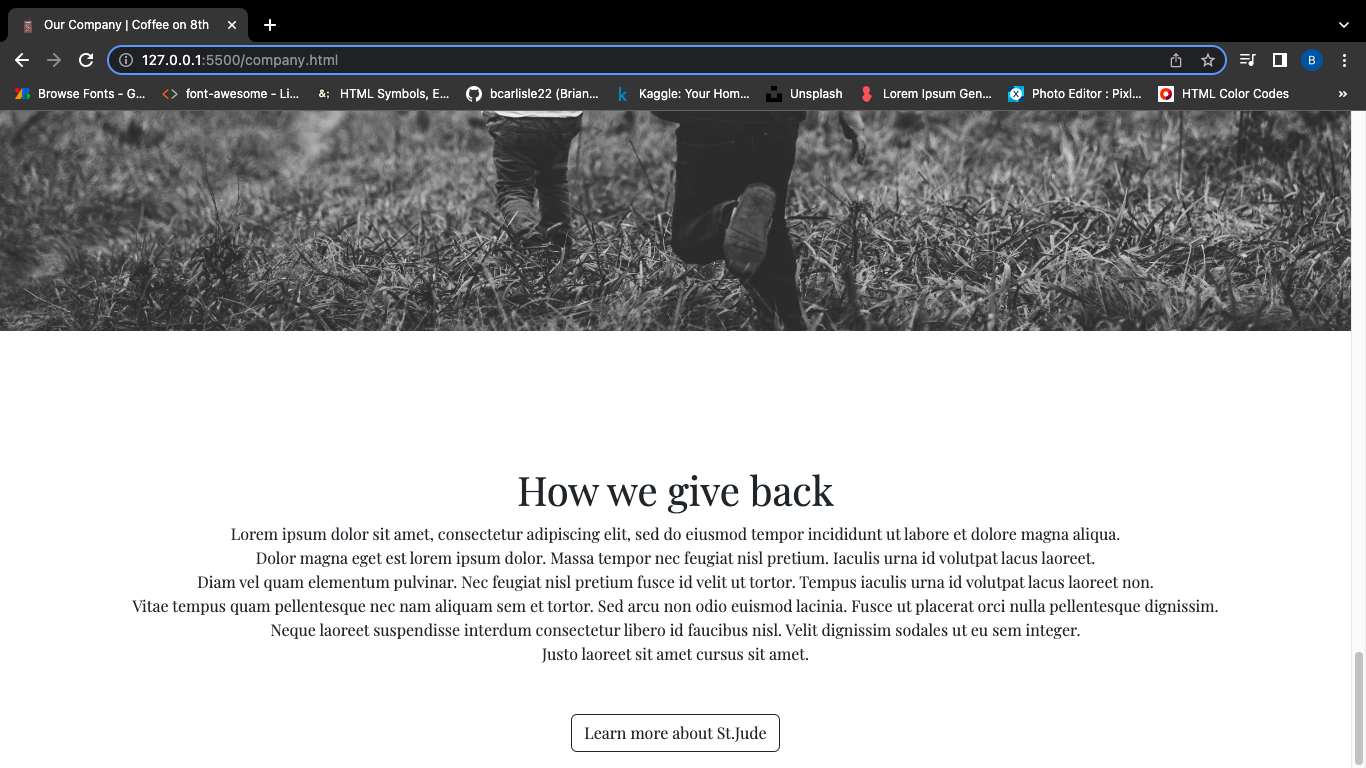 Our Company | Coffee on 8th
127.0.0.1:5500/company.html
B
Browse Fonts - G...
font-awesome - Li...
&; HTML Symbols, E...
bcarlisle22 (Brian...
k Kaggle: Your Hom...
Unsplash
Lorem Ipsum Gen...
Photo Editor : Pixl...
HTML Color Codes
How we give back
Lorem ipsum dolor sit amet, consectetur adipiscing elit, sed do eiusmod tempor incididunt ut labore et dolore magna aliqua.
Dolor magna eget est lorem ipsum dolor. Massa tempor nec feugiat nisl pretium. Iaculis urna id volutpat lacus laoreet.
Diam vel quam elementum pulvinar. Nec feugiat nisl pretium fusce id velit ut tortor. Tempus iaculis urna id volutpat lacus laoreet non.
Vitae tempus quam pellentesque nec nam aliquam sem et tortor. Sed arcu non odio euismod lacinia. Fusce ut placerat orci nulla pellentesque dignissim.
Neque laoreet suspendisse interdum consectetur libero id faucibus nisl. Velit dignissim sodales ut eu sem integer.
Justo laoreet sit amet cursus sit amet.
Learn more about St.Jude